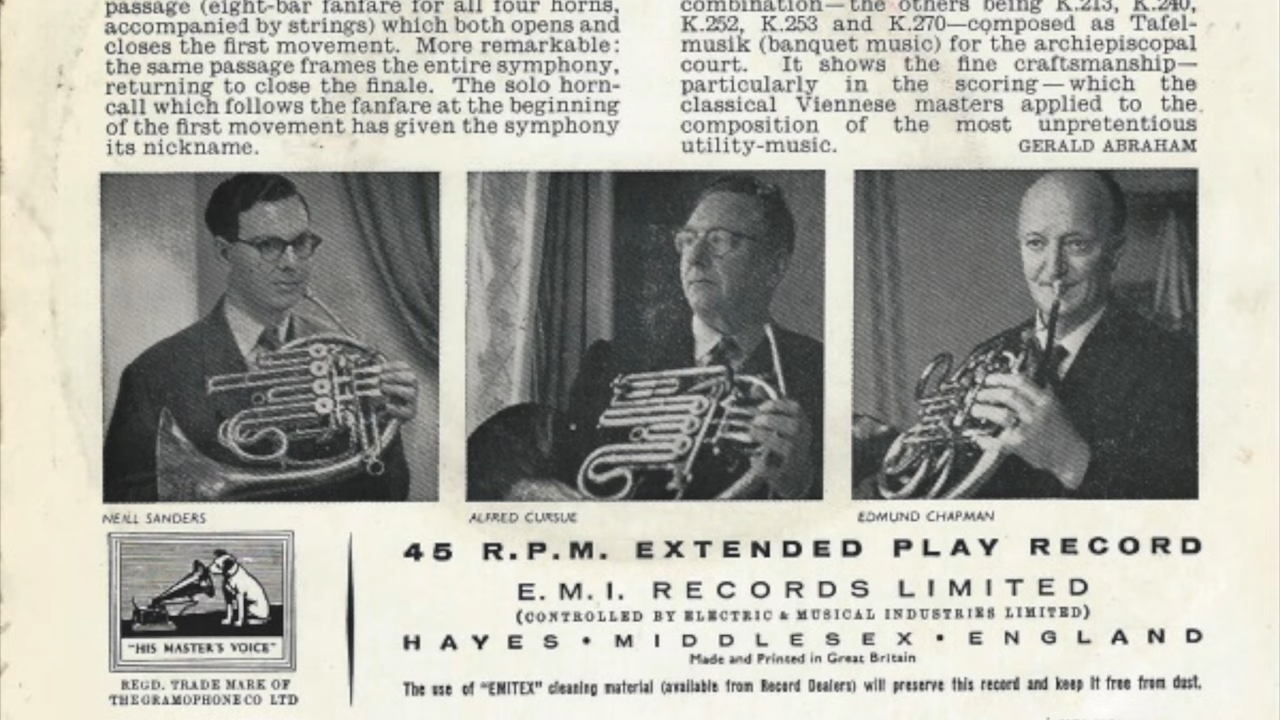 passage (eight-bar fanfare for all four horns,
accompanied by strings) which both opens and
closes the first movement. More remarkable:
the same passage frames the entire symphony,
returning to close the finale. The solo horn-
call which follows the fanfare at the beginning
of the first movement has given the symphony
its nickname.
combination—the others being K.213, K.240,
K.252, K.253 and K.270—composed as Tafel-
musik (banquet music) for the archiepiscopal
court. It shows the fine craftsmanship—
particularly in the scoring—which the
classical Viennese masters applied to the
composition of the most unpretentious
utility-music. GERALD ABRAHAM
NEILL SANDERS
ALFRED CURSUE
EDMUND CHAPMAN
"HIS MASTER'S VOICE"
REGD. TRADE MARK OF
THE GRAMOPHONE CO LTD
45 R.P.M. EXTENDED PLAY RECORD
E.M.I. RECORDS LIMITED
(CONTROLLED BY ELECTRIC & MUSICAL INDUSTRIES LIMITED)
HAYES • MIDDLESEX • ENGLAND
Made and Printed in Great Britain
The use of "EMITEX" cleaning material (available from Record Dealers) will preserve this record and keep it free from dust.